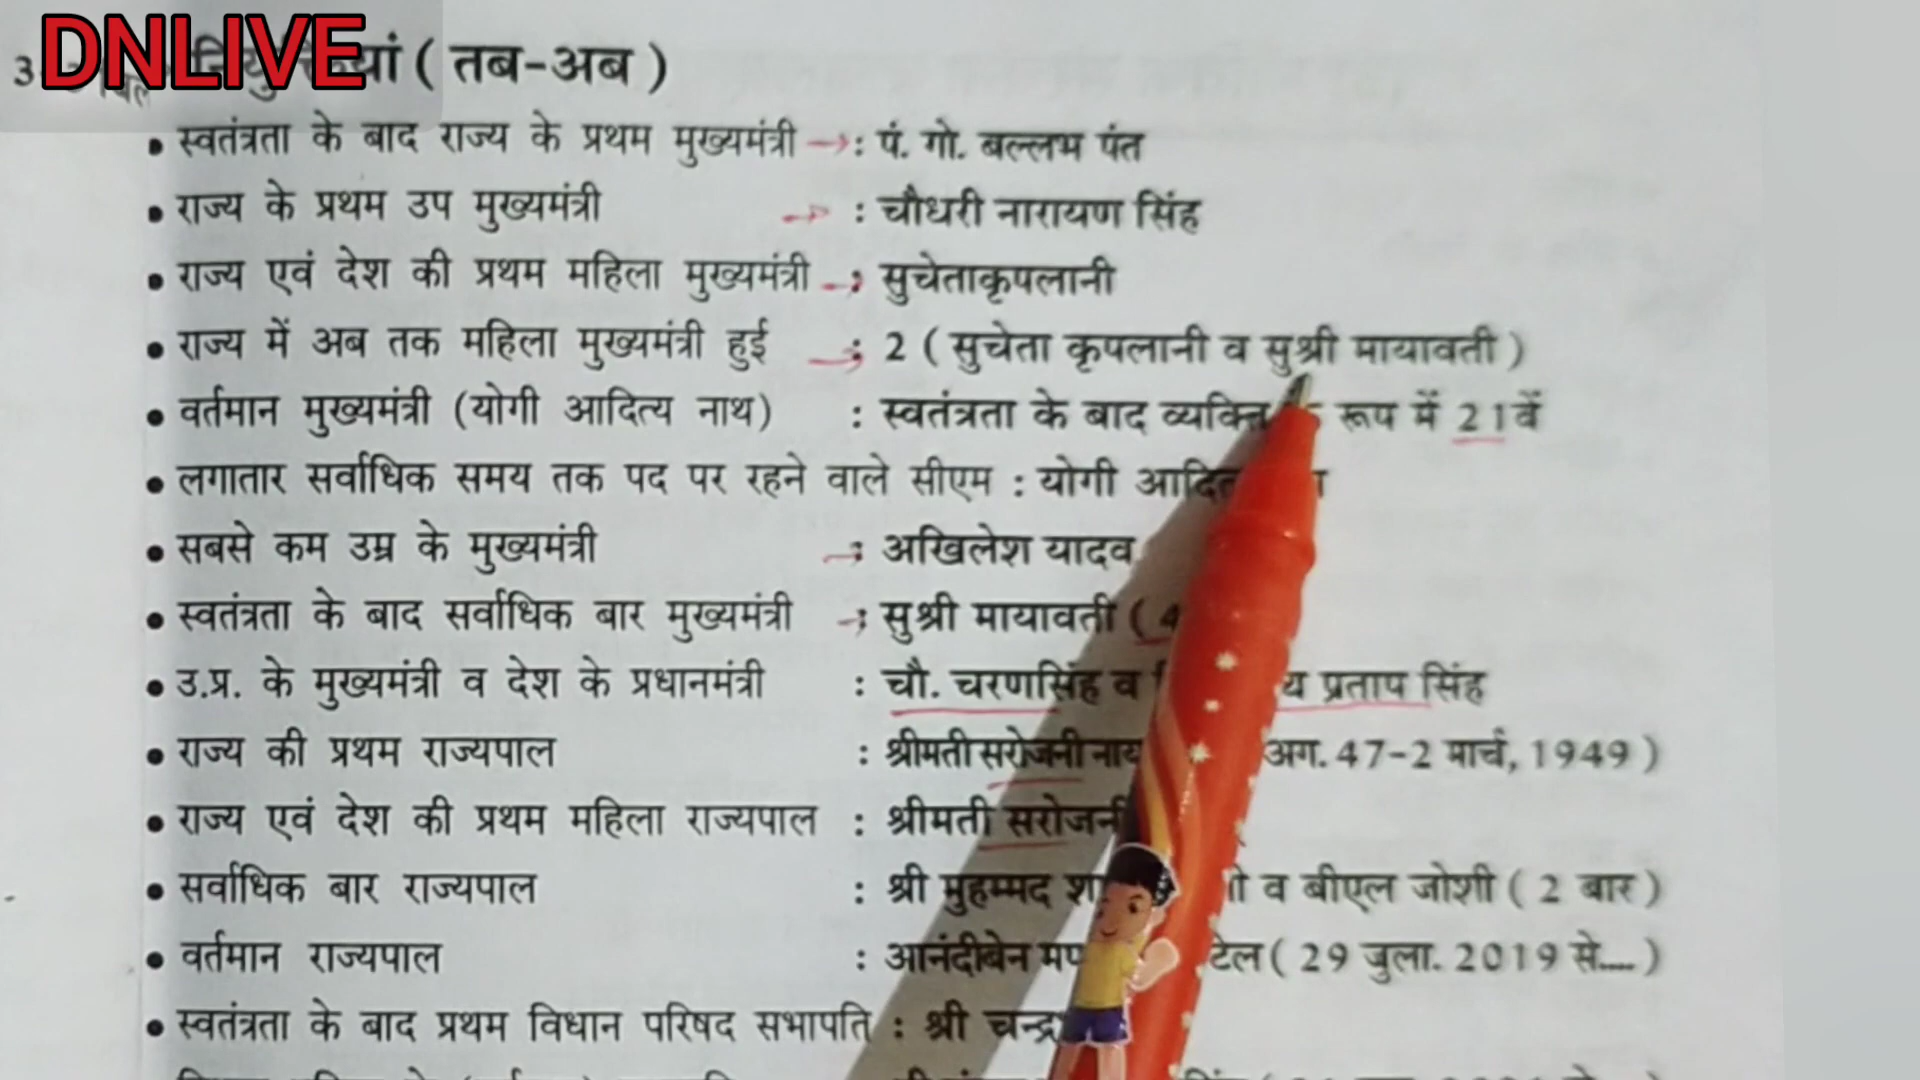 DNLIVE
( तब-अब )
• स्वतंत्रता के बाद राज्य के प्रथम मुख्यमंत्री : पं. गो. बल्लभ पंत
• राज्य के प्रथम उप मुख्यमंत्री : चौधरी नारायण सिंह
• राज्य एवं देश की प्रथम महिला मुख्यमंत्री : सुचेताकृपलानी
• राज्य में अब तक महिला मुख्यमंत्री हुई : 2 ( सुचेता कृपलानी व सुश्री मायावती )
• वर्तमान मुख्यमंत्री (योगी आदित्य नाथ) : स्वतंत्रता के बाद व्यक्ति रूप में 21वें
• लगातार सर्वाधिक समय तक पद पर रहने वाले सीएम : योगी
• सबसे कम उम्र के मुख्यमंत्री : अखिलेश यादव
• स्वतंत्रता के बाद सर्वाधिक बार मुख्यमंत्री : सुश्री मायावती ( 4
• उ.प्र. के मुख्यमंत्री व देश के प्रधानमंत्री : चौ. चरणसिंह व प्रताप सिंह
• राज्य की प्रथम राज्यपाल : श्रीमती सरोजनी अग. 47-2 मार्च, 1949 )
• राज्य एवं देश की प्रथम महिला राज्यपाल : श्रीमती सरोजनी
• सर्वाधिक बार राज्यपाल : श्री मुहम्मद व बीएल जोशी ( 2 बार )
• वर्तमान राज्यपाल : आनंदीबेन ( 29 जुला. 2019 से.... )
• स्वतंत्रता के बाद प्रथम विधान परिषद सभापति : श्री